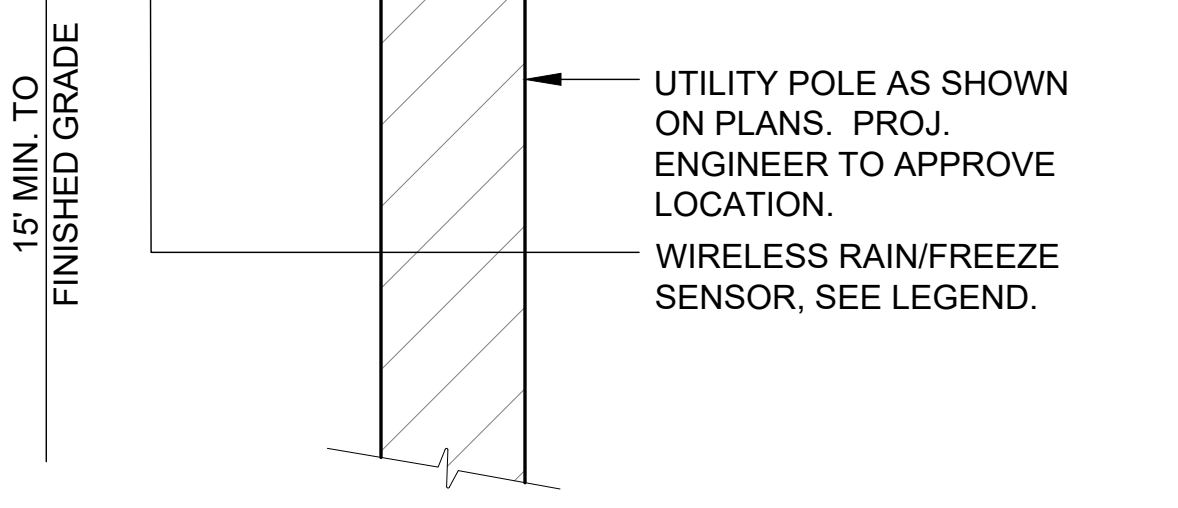 15' MIN. TO
FINISHED GRADE
UTILITY POLE AS SHOWN
ON PLANS. PROJ.
ENGINEER TO APPROVE
LOCATION.
WIRELESS RAIN/FREEZE
SENSOR, SEE LEGEND.